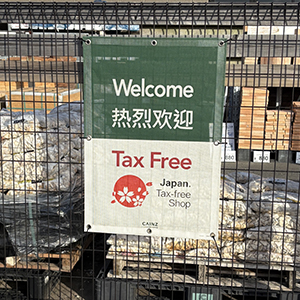 Welcome
热烈欢迎
Tax Free
Japan.
Tax-free
Shop
CAINZ